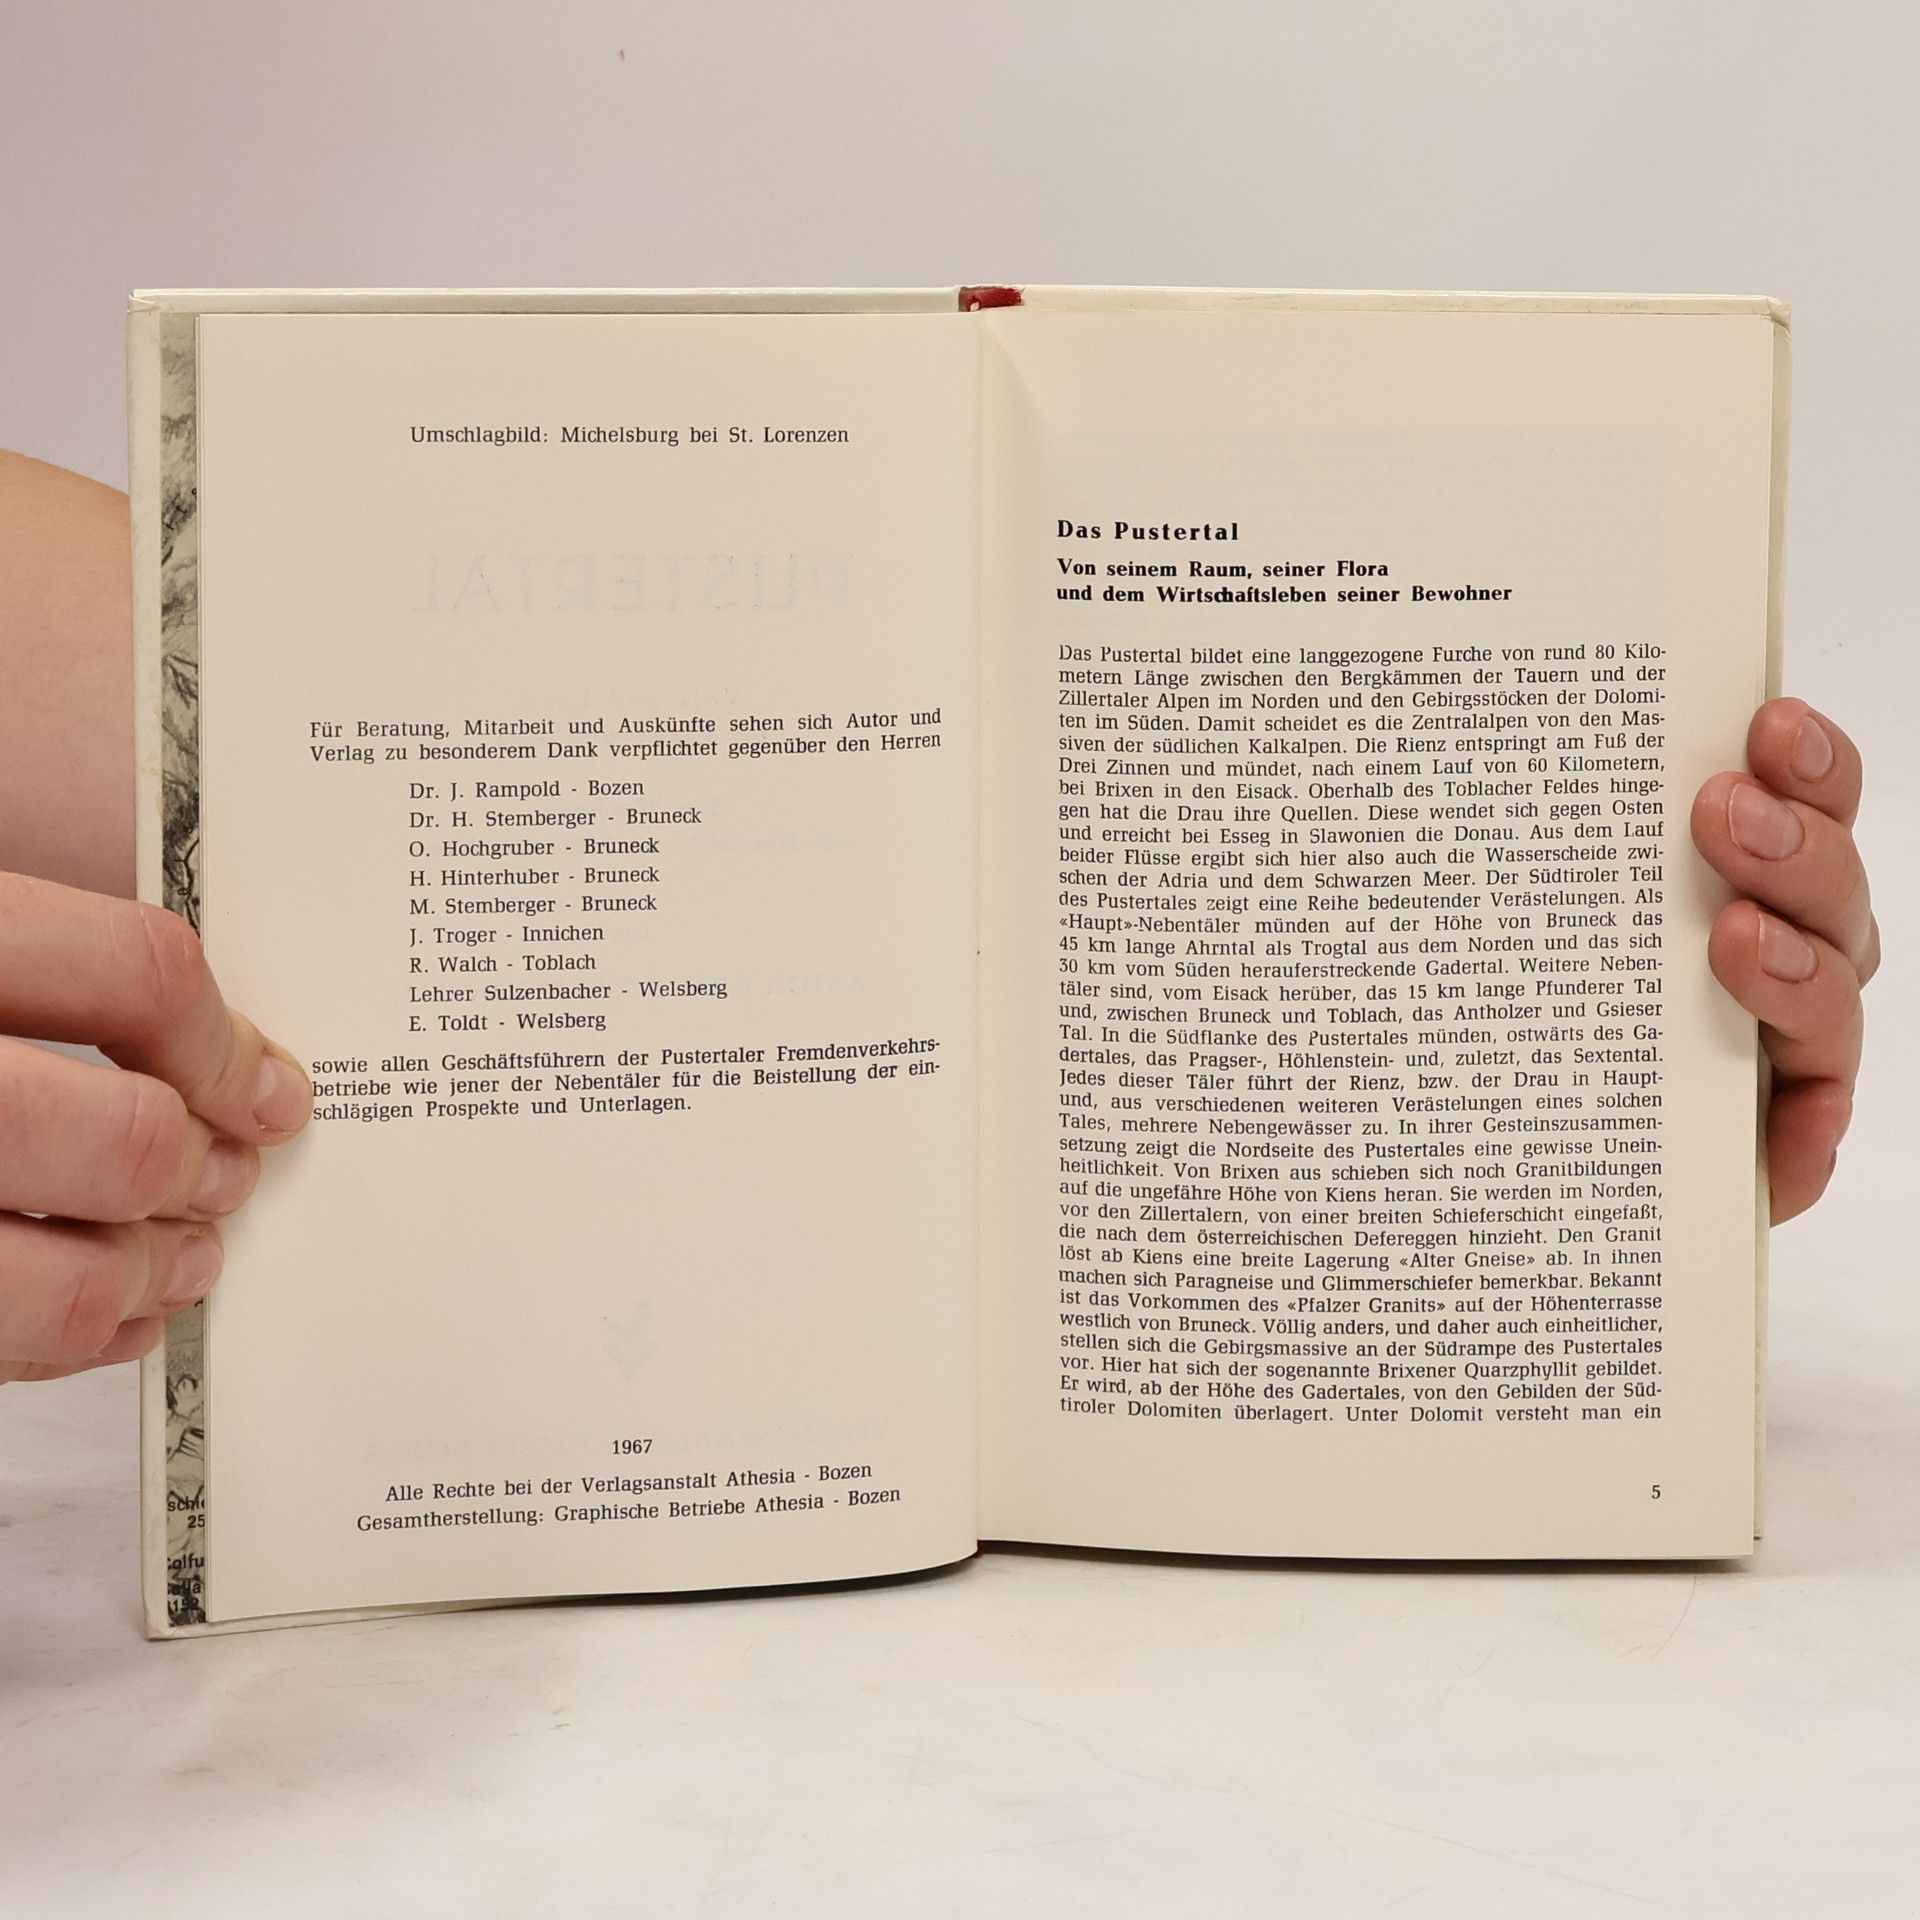 Umschlagbild: Michelsburg bei St. Lorenzen
PUSTERTAL
Für Beratung, Mitarbeit und Auskünfte sehen sich Autor und
Verlag zu besonderem Dank verpflichtet gegenüber den Herren
Dr. J. Rampold - Bozen
Dr. H. Stemberger - Bruneck
O. Hochgruber - Bruneck
H. Hinterhuber - Bruneck
M. Stemberger - Bruneck
J. Troger - Innichen
R. Walch - Toblach
Lehrer Sulzenbacher - Welsberg
E. Toldt - Welsberg
sowie allen Geschäftsführern der Pustertaler Fremdenverkehrs-
betriebe wie jener der Nebentäler für die Beistellung der ein-
schlägigen Prospekte und Unterlagen.
1967
Alle Rechte bei der Verlagsanstalt Athesia - Bozen
Gesamtherstellung: Graphische Betriebe Athesia - Bozen
25
Das Pustertal
Von seinem Raum, seiner Flora
und dem Wirtschaftsleben seiner Bewohner
Das Pustertal bildet eine langgezogene Furche von rund 80 Kilo-
metern Länge zwischen den Bergkämmen der Tauern und der
Zillertaler Alpen im Norden und den Gebirgsstöcken der Dolomi-
ten im Süden. Damit scheidet es die Zentralalpen von den Mas-
siven der südlichen Kalkalpen. Die Rienz entspringt am Fuß der
Drei Zinnen und mündet, nach einem Lauf von 60 Kilometern,
bei Brixen in den Eisack. Oberhalb des Toblacher Feldes hinge-
gen hat die Drau ihre Quellen. Diese wendet sich gegen Osten
und erreicht bei Esseg in Slawonien die Donau. Aus dem Lauf
beider Flüsse ergibt sich hier also auch die Wasserscheide zwi-
schen der Adria und dem Schwarzen Meer. Der Südtiroler Teil
des Pustertales zeigt eine Reihe bedeutender Verästelungen. Als
«Haupt»-Nebentäler münden auf der Höhe von Bruneck das
45 km lange Ahrntal als Trogtal aus dem Norden und das sich
30 km vom Süden herauferstreckende Gadertal. Weitere Neben-
täler sind, vom Eisack herüber, das 15 km lange Pfunderer Tal
und, zwischen Bruneck und Toblach, das Antholzer und Gsieser
Tal. In die Südflanke des Pustertales münden, ostwärts des Ga-
dertales, das Pragser-, Höhlenstein- und, zuletzt, das Sextental.
Jedes dieser Täler führt der Rienz, bzw. der Drau in Haupt-
und, aus verschiedenen weiteren Verästelungen eines solchen
Tales, mehrere Nebengewässer zu. In ihrer Gesteinszusammen-
setzung zeigt die Nordseite des Pustertales eine gewisse Unein-
heitlichkeit. Von Brixen aus schieben sich noch Granitbildungen
auf die ungefähre Höhe von Kiens heran. Sie werden im Norden,
vor den Zillertalern, von einer breiten Schieferschicht eingefaßt,
die nach dem österreichischen Defereggen hinzieht. Den Granit
löst ab Kiens eine breite Lagerung «Alter Gneise» ab. In ihnen
machen sich Paragneise und Glimmerschiefer bemerkbar. Bekannt
ist das Vorkommen des «Pfalzer Granits» auf der Höhenterrasse
westlich von Bruneck. Völlig anders, und daher auch einheitlicher,
stellen sich die Gebirgsmassive an der Südrampe des Pustertales
vor. Hier hat sich der sogenannte Brixener Quarzphyllit gebildet.
Er wird, ab der Höhe des Gadertales, von den Gebilden der Süd-
tiroler Dolomiten überlagert. Unter Dolomit versteht man ein
5